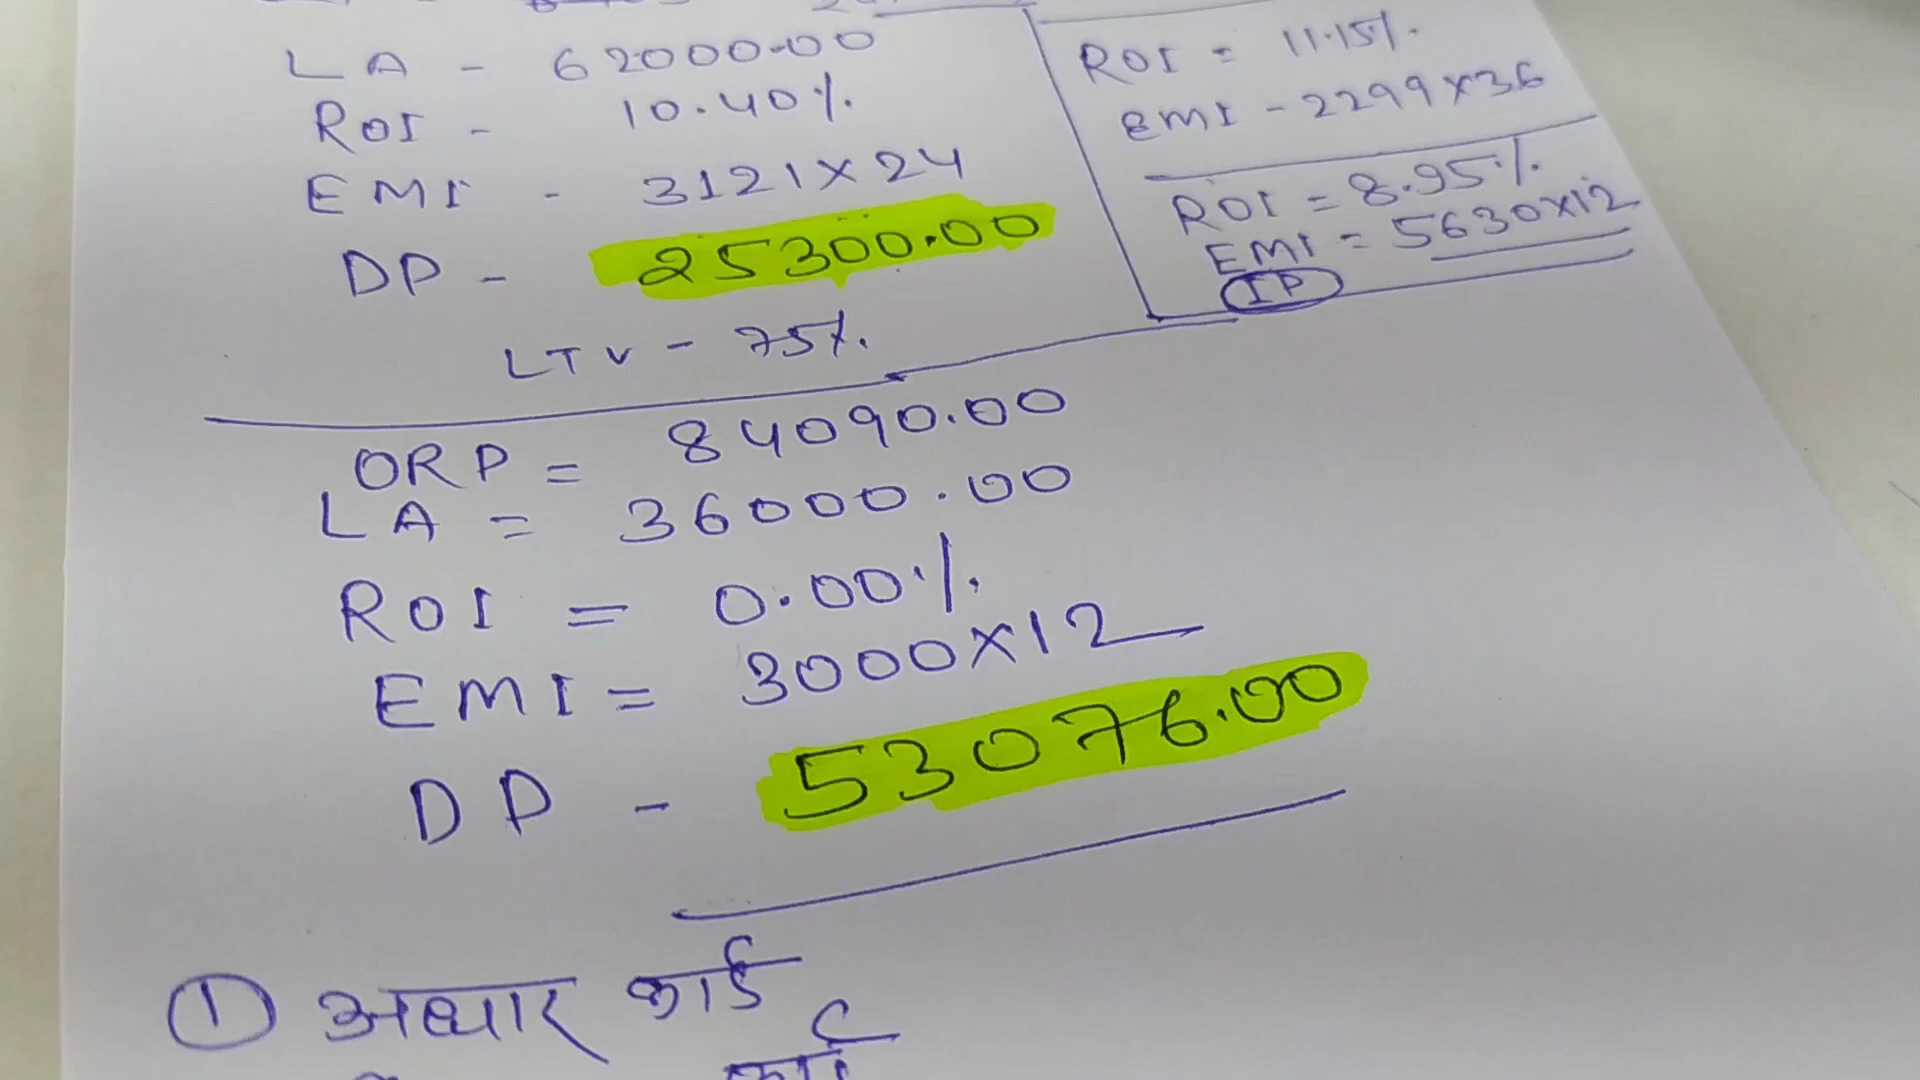 LA - 62000.00
ROI - 10.40%.
EMI - 3121X24
DP - 25300.00
LTV - 75%.
ROI = 11.15%.
EMI - 2299X36
ROI = 8.95%.
EMI = 5630X12
IP
ORP = 84090.00
LA = 36000.00
ROI = 0.00%.
EMI = 3000X12
DP - 53076.00
① आधार कार्ड
कार्ड